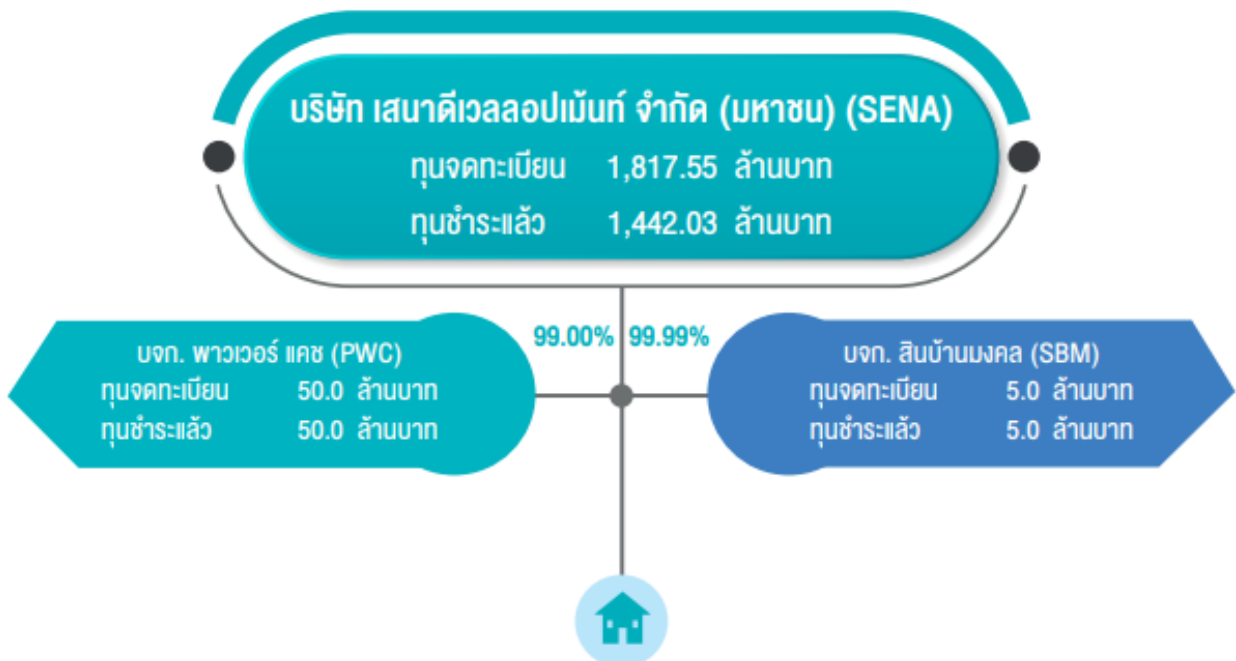 บริษัท เสนาดีเวลลอปเม้นท์ จำกัด (มหาชน) (SENA)
ทุนจดทะเบียน 1,817.55 ล้านบาท
ทุนชำระแล้ว 1,442.03 ล้านบาท
99.00% 99.99%
บจก. พาวเวอร์ แคช (PWC)
ทุนจดทะเบียน 50.0 ล้านบาท
ทุนชำระแล้ว 50.0 ล้านบาท
บจก. สินบ้านมงคล (SBM)
ทุนจดทะเบียน 5.0 ล้านบาท
ทุนชำระแล้ว 5.0 ล้านบาท